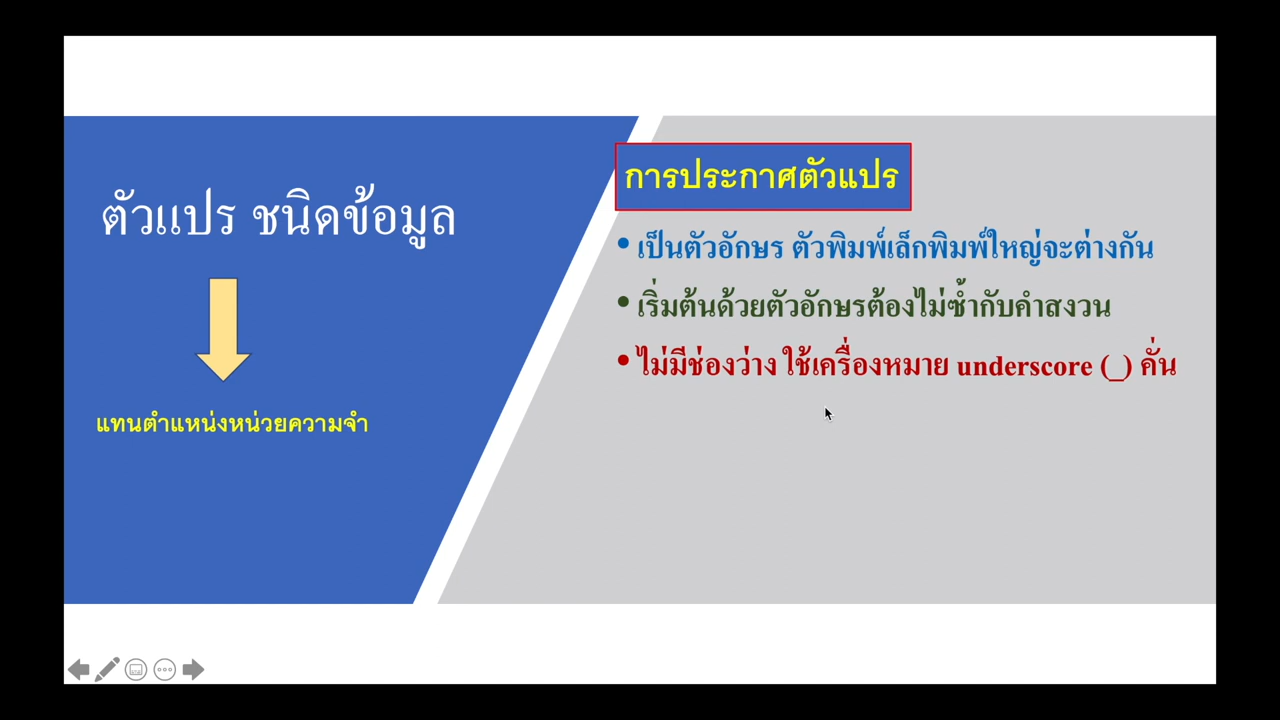 ตัวแปร ชนิดข้อมูล
แทนตำแหน่งหน่วยความจำ
การประกาศตัวแปร
• เป็นตัวอักษร ตัวพิมพ์เล็กพิมพ์ใหญ่จะต่างกัน
• เริ่มต้นด้วยตัวอักษรต้องไม่ซ้ำกับคำสงวน
• ไม่มีช่องว่าง ใช้เครื่องหมาย underscore (_) คั่น